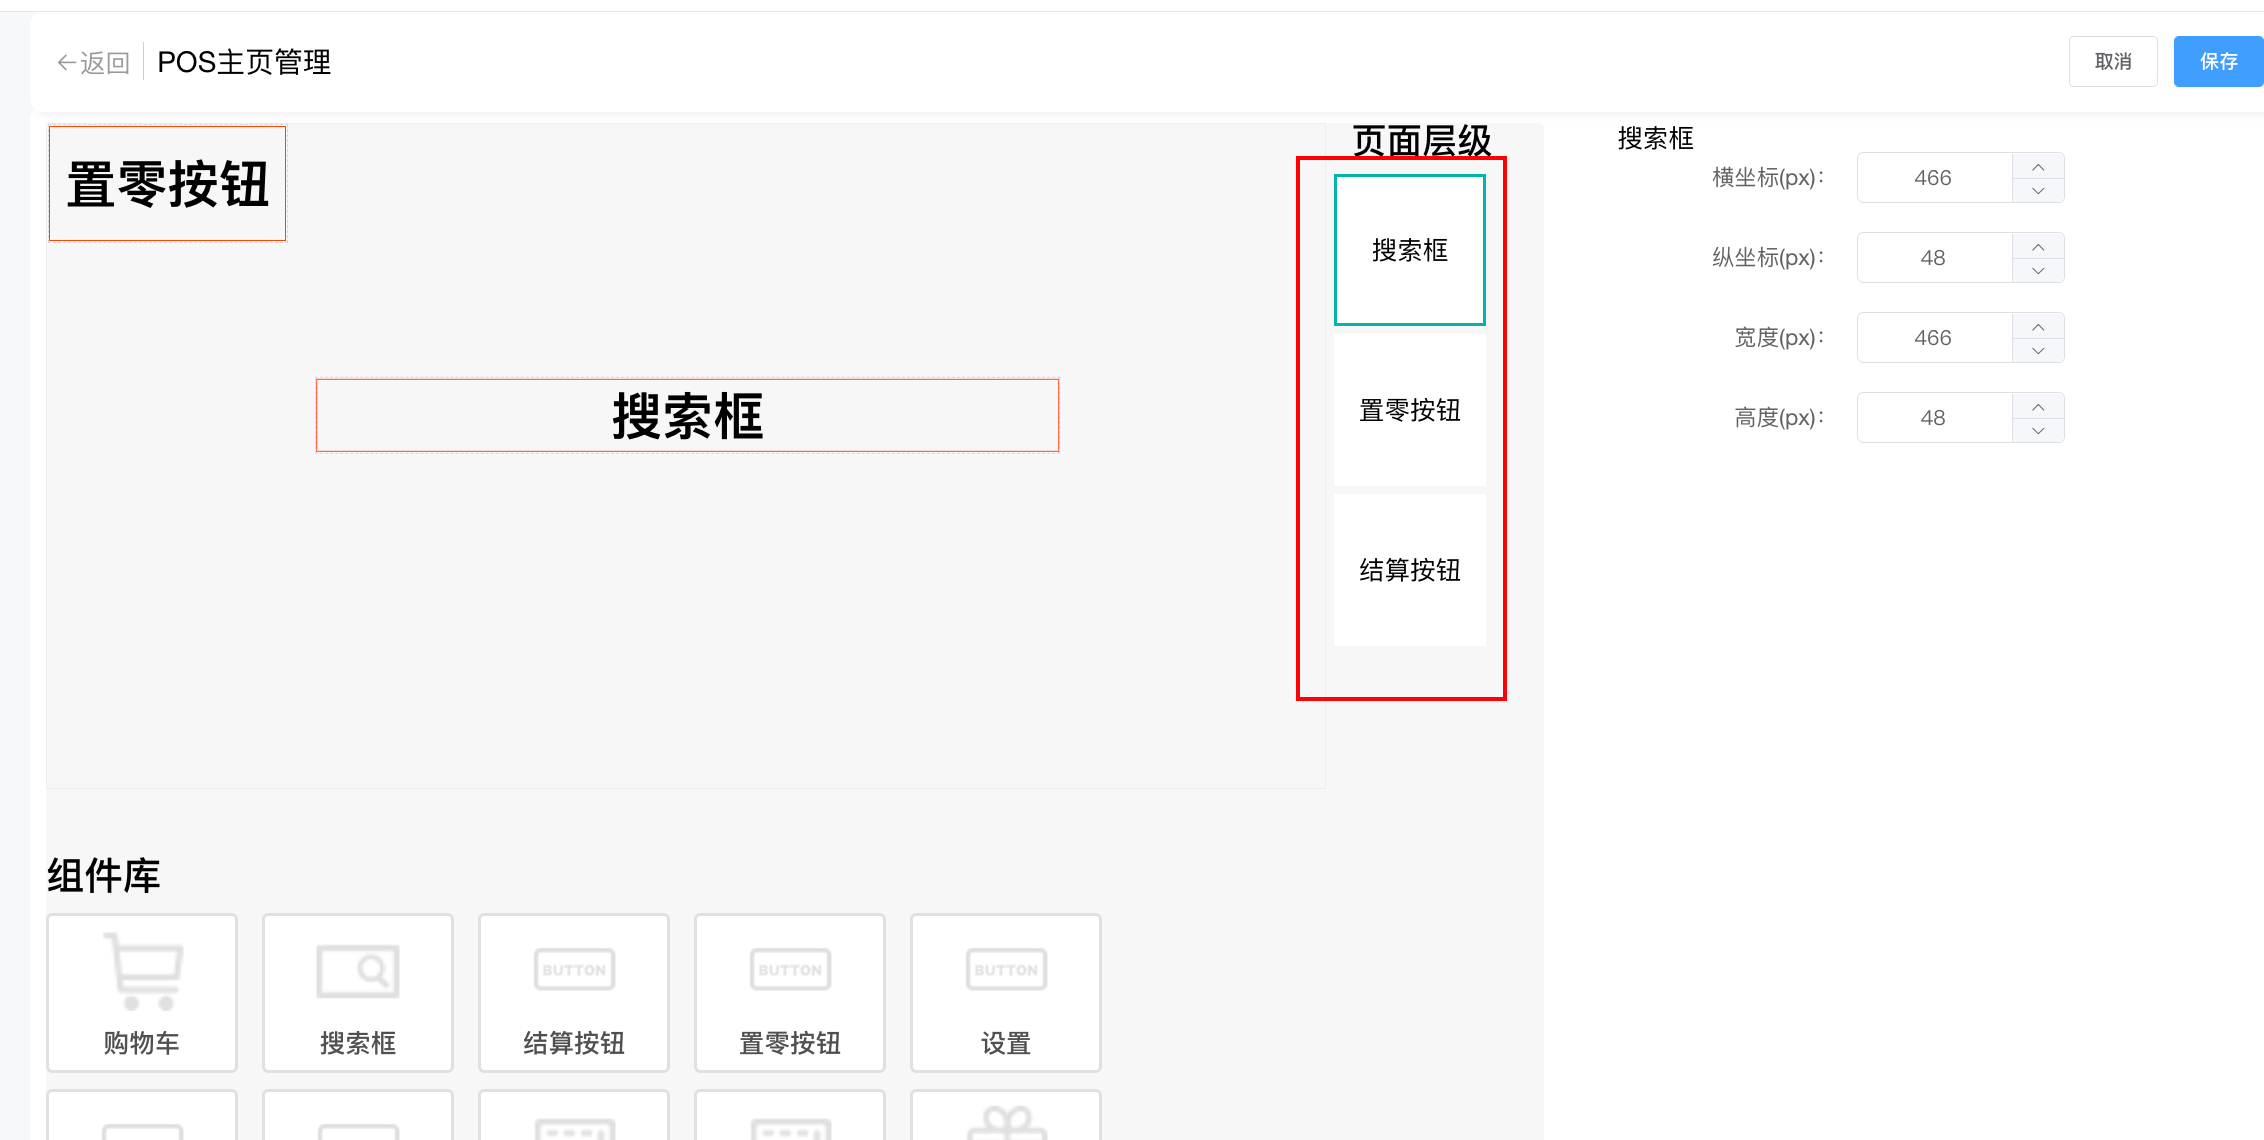 返回
POS主页管理
取消
保存
置零按钮
搜索框
页面层级
搜索框
置零按钮
结算按钮
搜索框
横坐标(px)：
466
纵坐标(px)：
48
宽度(px)：
466
高度(px)：
48
组件库
购物车
搜索框
BUTTON
结算按钮
BUTTON
置零按钮
BUTTON
设置